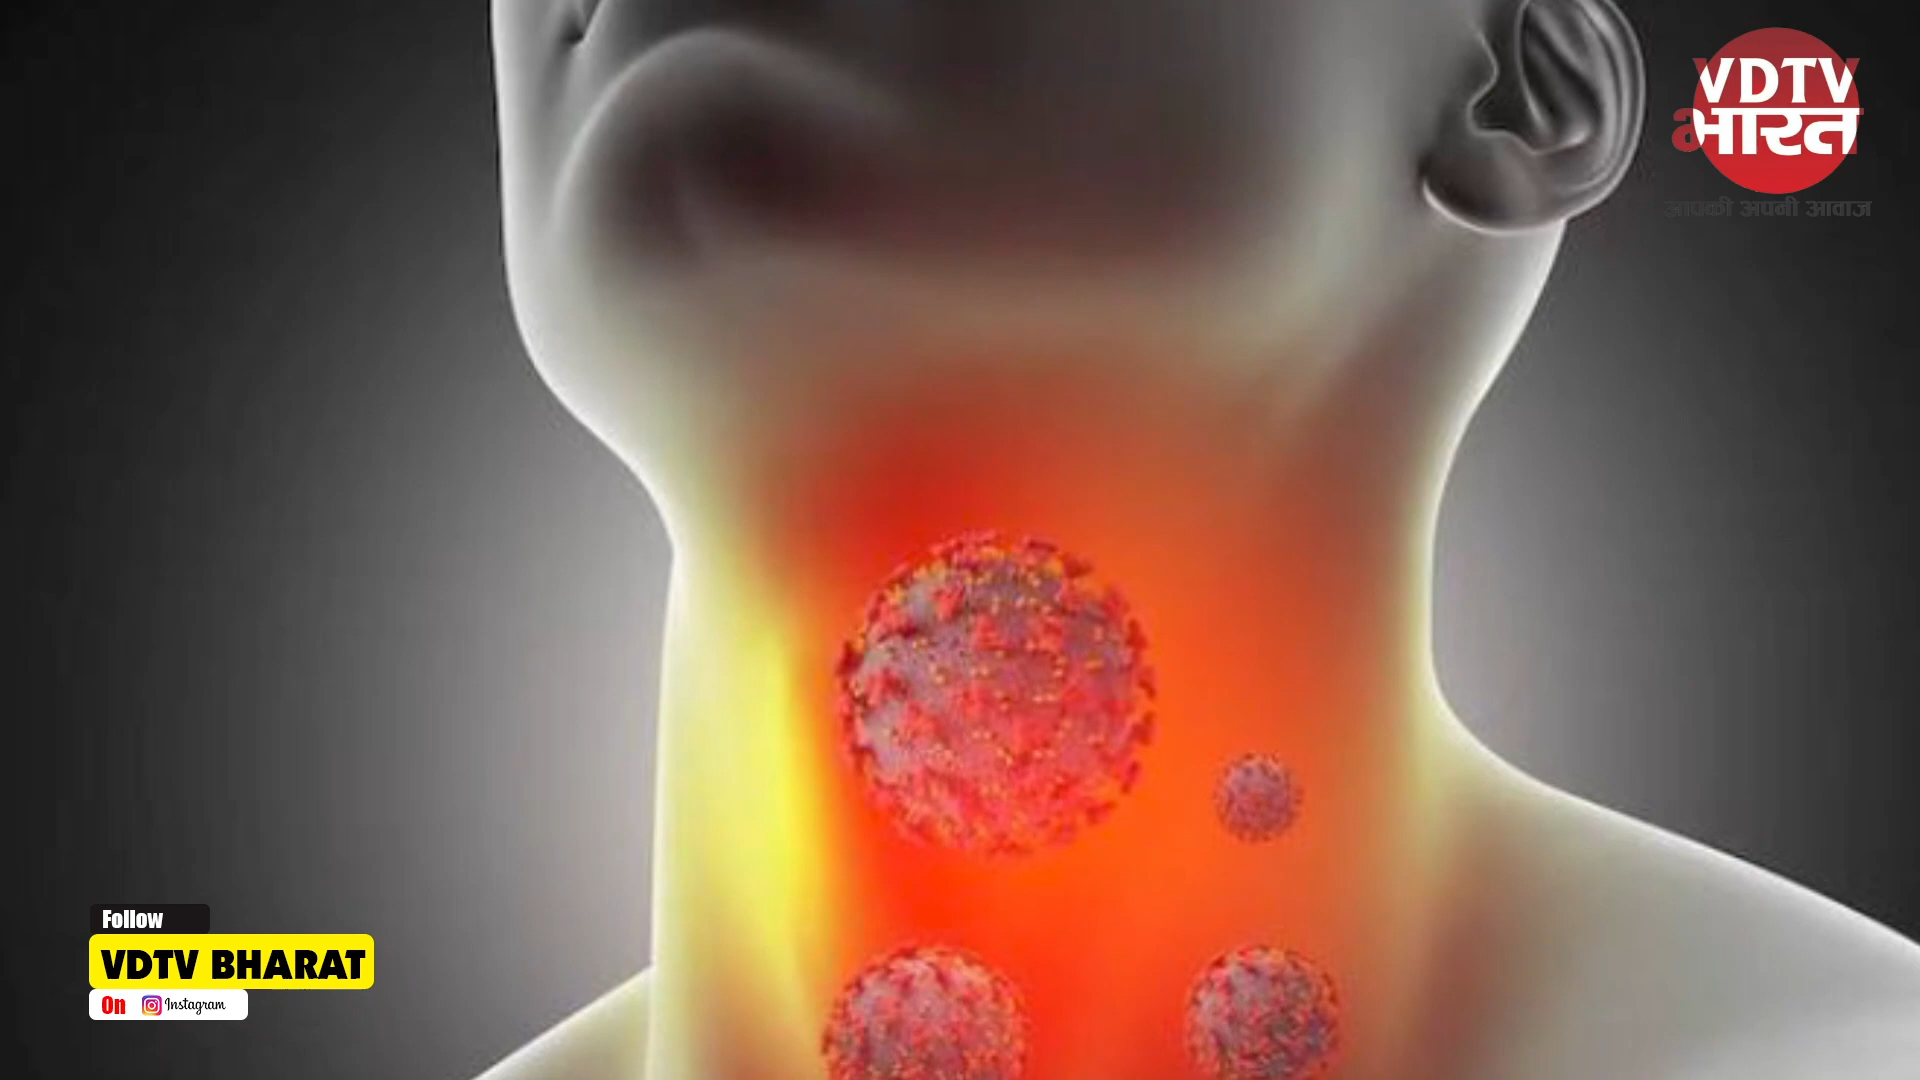 VDTV
भारत
आपकी अपनी आवाज
Follow
VDTV BHARAT
On Instagram